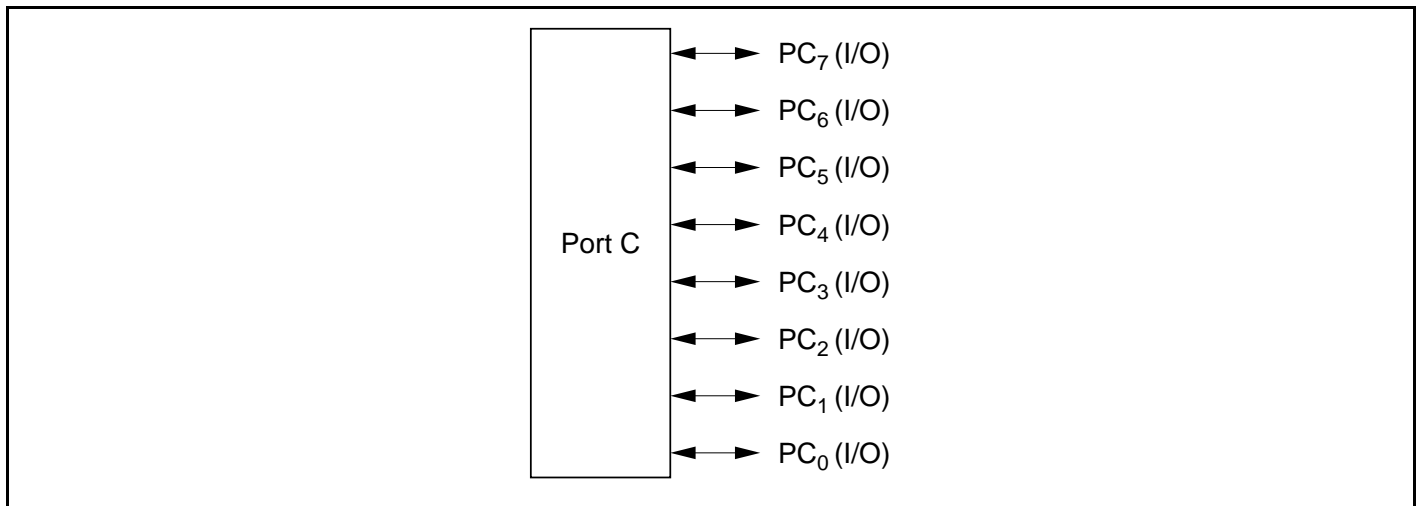 PC₇ (I/O)
PC₆ (I/O)
PC₅ (I/O)
PC₄ (I/O)
Port C
PC₃ (I/O)
PC₂ (I/O)
PC₁ (I/O)
PC₀ (I/O)